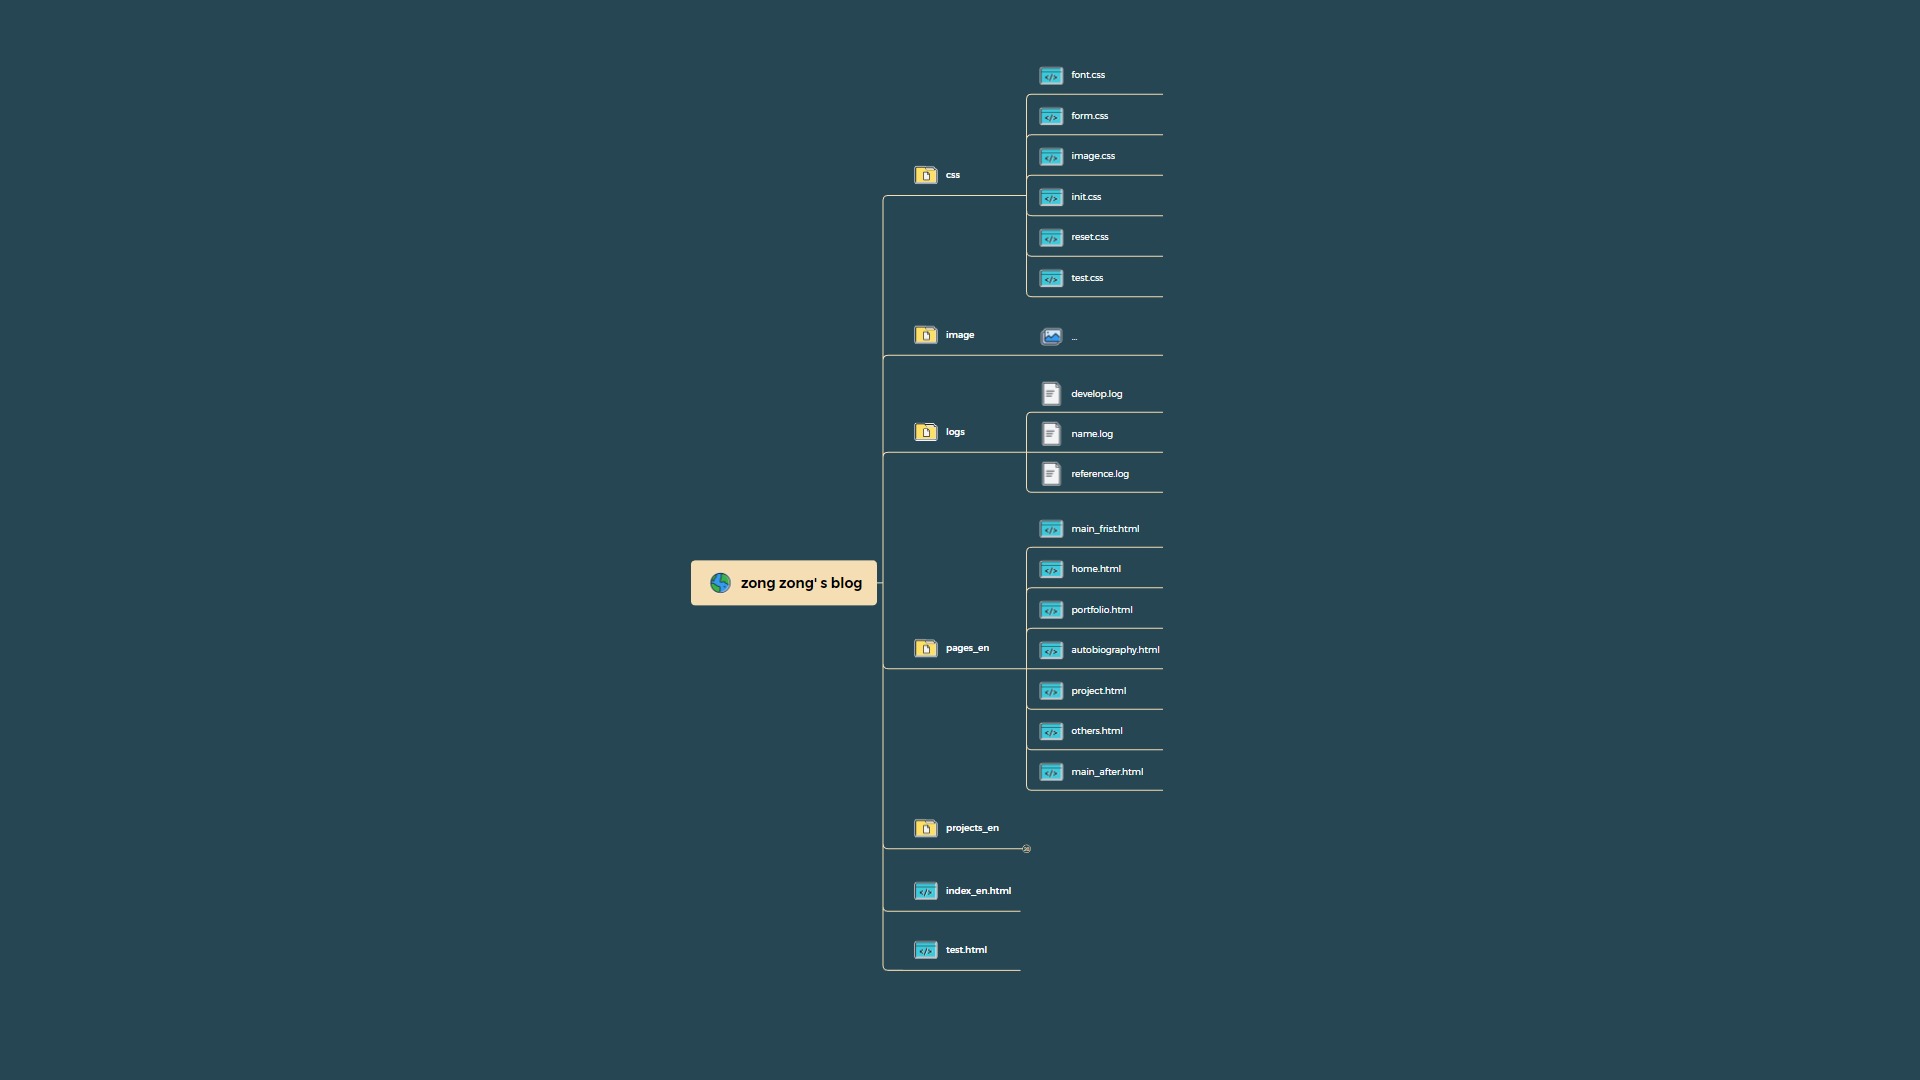 zong zong' s blog
css
font.css
form.css
image.css
init.css
reset.css
test.css
image
...
logs
develop.log
name.log
reference.log
pages_en
main_frist.html
home.html
portfolio.html
autobiography.html
project.html
others.html
main_after.html
projects_en
index_en.html
test.html